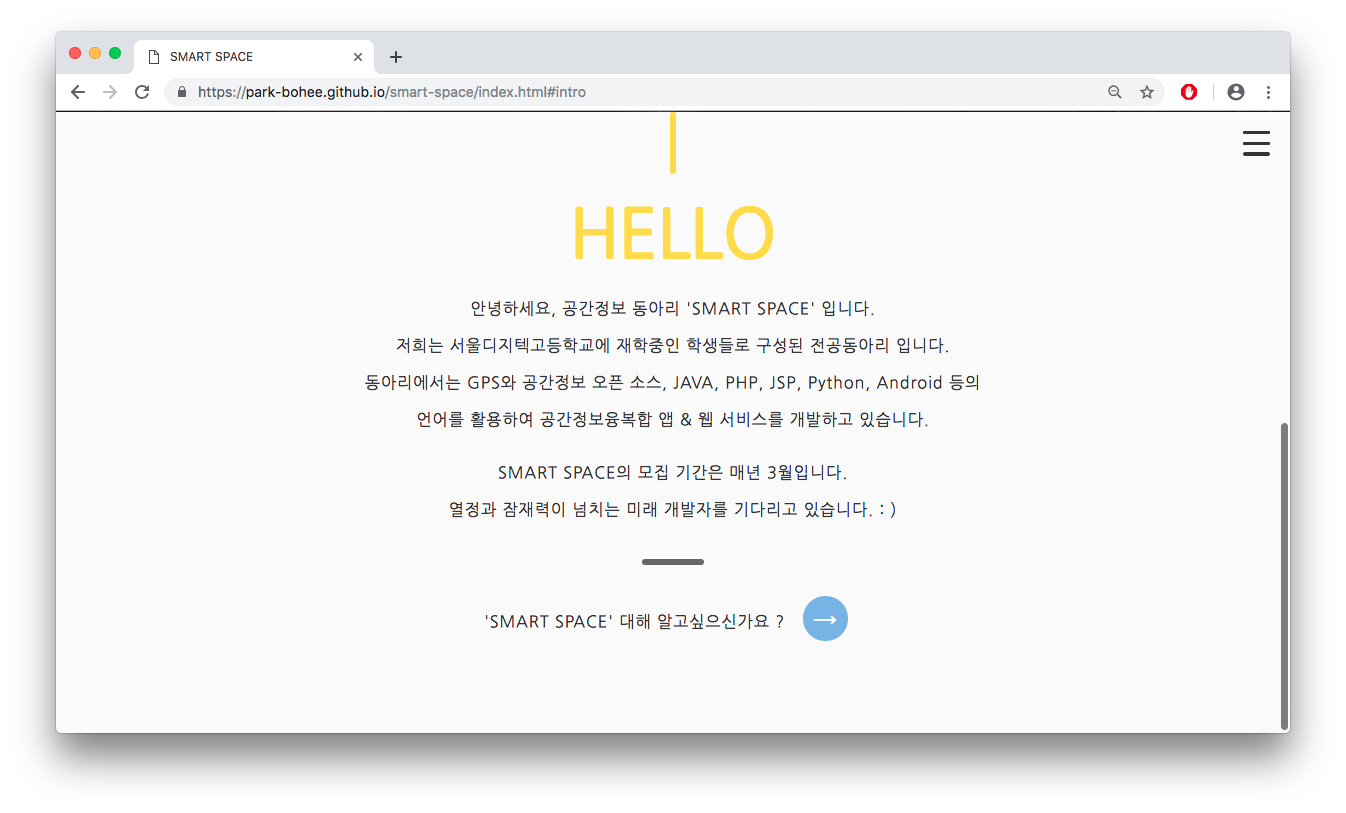 SMART SPACE
https://park-bohee.github.io/smart-space/index.html#intro
HELLO
안녕하세요, 공간정보 동아리 'SMART SPACE' 입니다.
저희는 서울디지텍고등학교에 재학중인 학생들로 구성된 전공동아리 입니다.
동아리에서는 GPS와 공간정보 오픈 소스, JAVA, PHP, JSP, Python, Android 등의
언어를 활용하여 공간정보융복합 앱 & 웹 서비스를 개발하고 있습니다.
SMART SPACE의 모집 기간은 매년 3월입니다.
열정과 잠재력이 넘치는 미래 개발자를 기다리고 있습니다. : )
'SMART SPACE' 대해 알고싶으신가요 ?